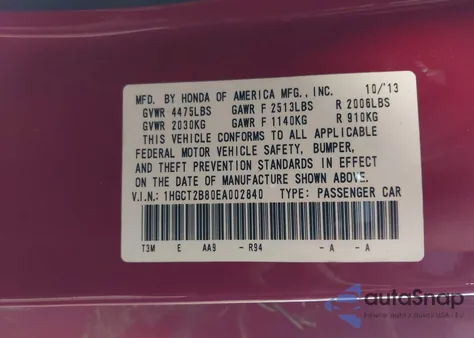 MFD. BY HONDA OF AMERICA MFG., INC. 10/'13
GVWR 4475LBS GAWR F 2513LBS R 2006LBS
GVWR 2030KG GAWR F 1140KG R 910KG
THIS VEHICLE CONFORMS TO ALL APPLICABLE
FEDERAL MOTOR VEHICLE SAFETY, BUMPER,
AND THEFT PREVENTION STANDARDS IN EFFECT
ON THE DATE OF MANUFACTURE SHOWN ABOVE.
V.I.N.: 1HGCT2B80EA002840 TYPE: PASSENGER CAR
T3M E AA9 - R94 - A - A
autoSnap